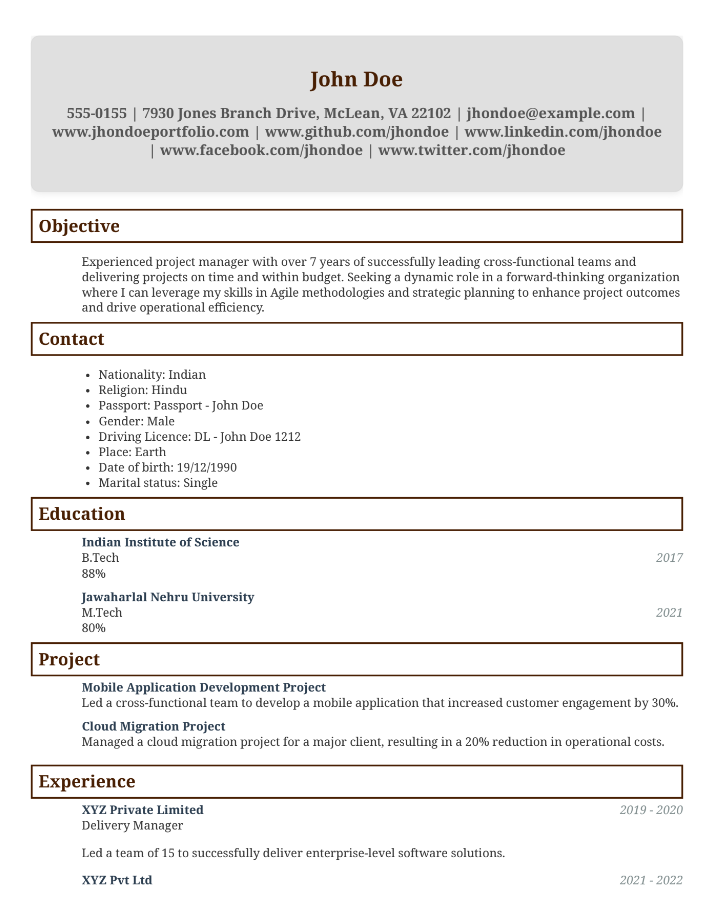 John Doe
555-0155 | 7930 Jones Branch Drive, McLean, VA 22102 | jhondoe@example.com |
www.jhondoeportfolio.com | www.github.com/jhondoe | www.linkedin.com/jhondoe
| www.facebook.com/jhondoe | www.twitter.com/jhondoe
Objective
Experienced project manager with over 7 years of successfully leading cross-functional teams and
delivering projects on time and within budget. Seeking a dynamic role in a forward-thinking organization
where I can leverage my skills in Agile methodologies and strategic planning to enhance project outcomes
and drive operational efficiency.
Contact
• Nationality: Indian
• Religion: Hindu
• Passport: Passport - John Doe
• Gender: Male
• Driving Licence: DL - John Doe 1212
• Place: Earth
• Date of birth: 19/12/1990
• Marital status: Single
Education
Indian Institute of Science
B.Tech 2017
88%
Jawaharlal Nehru University
M.Tech 2021
80%
Project
Mobile Application Development Project
Led a cross-functional team to develop a mobile application that increased customer engagement by 30%.
Cloud Migration Project
Managed a cloud migration project for a major client, resulting in a 20% reduction in operational costs.
Experience
XYZ Private Limited 2019 - 2020
Delivery Manager
Led a team of 15 to successfully deliver enterprise-level software solutions.
XYZ Pvt Ltd 2021 - 2022